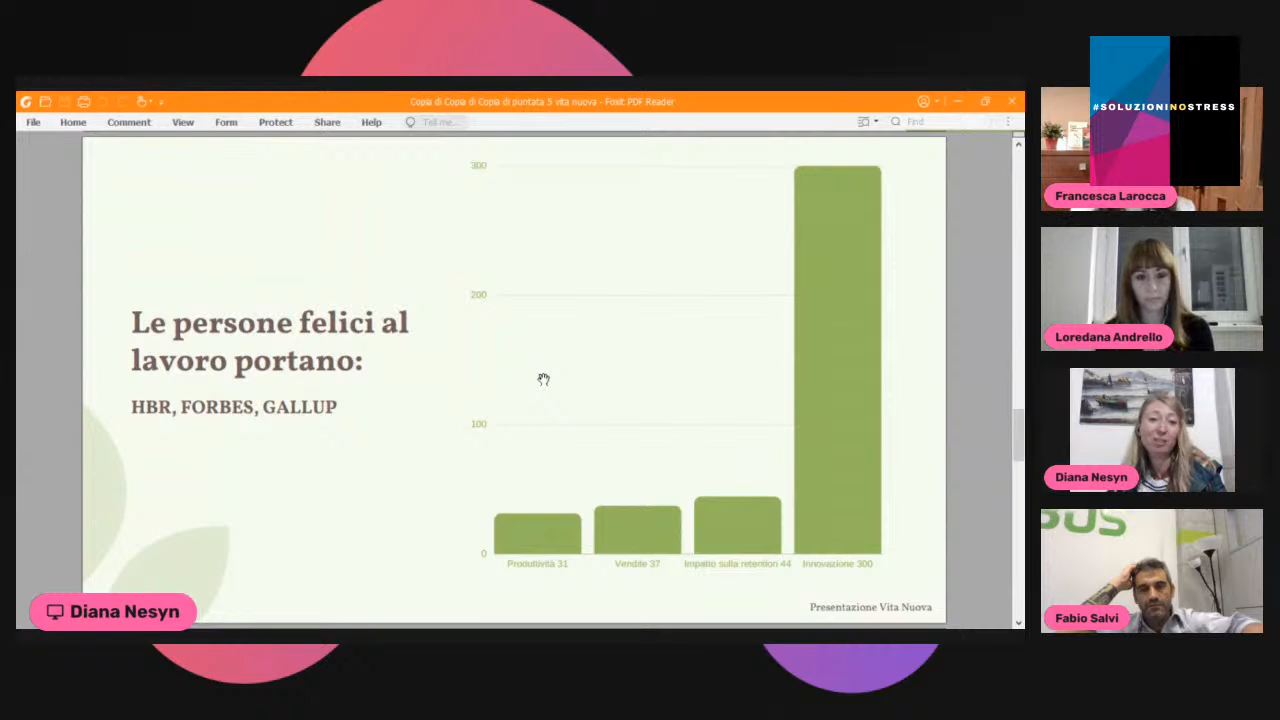 Copia di Copia di Copia di puntata 5 vita nuova - Foxit PDF Reader
File Home Comment View Form Protect Share Help Tell me... Find
300
200
100
0
Le persone felici al
lavoro portano:
HBR, FORBES, GALLUP
Produttività 31 Vendite 37 Impatto sulla retention 44 Innovazione 300
Presentazione Vita Nuova
Diana Nesyn
#SOLUZIONINOSTRESS
Francesca Larocca
Loredana Andrello
Diana Nesyn
BUS
Fabio Salvi